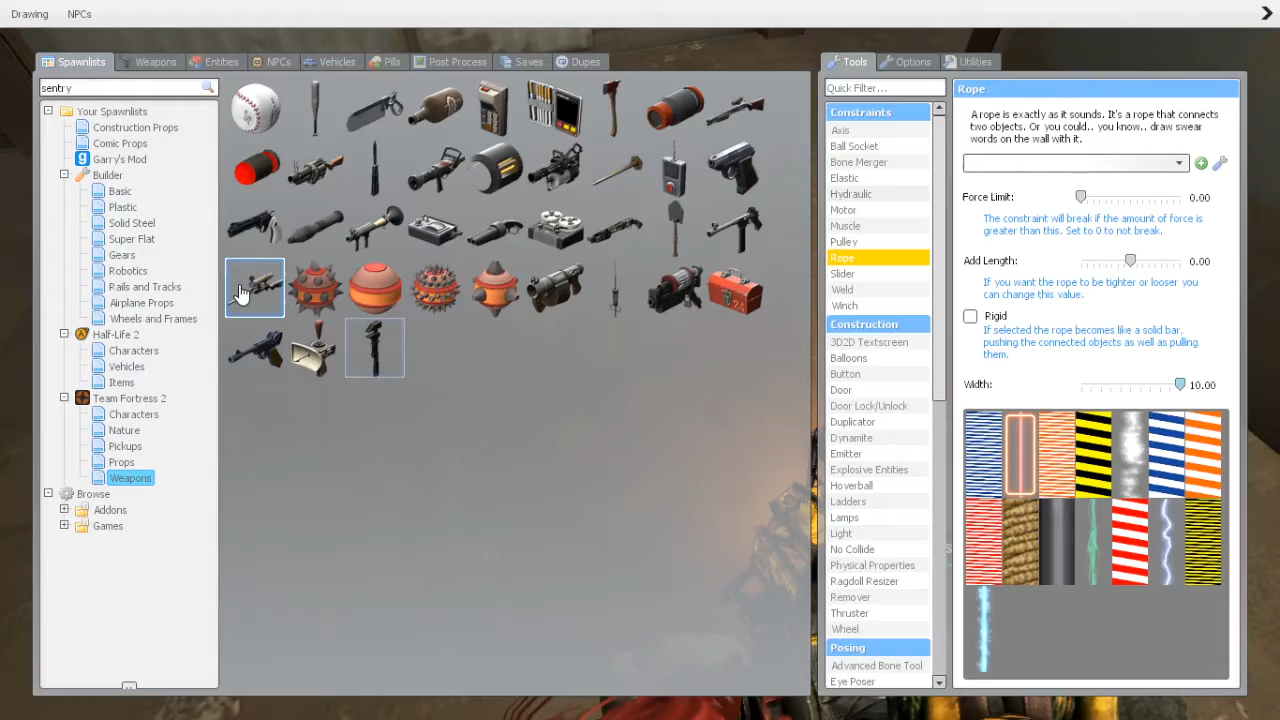 Drawing NPCs
Spawnlists Weapons Entities NPCs Vehicles Pills Post Process Saves Dupes
sentry
Your Spawnlists
Construction Props
Comic Props
Garry's Mod
Builder
Basic
Plastic
Solid Steel
Super Flat
Gears
Robotics
Rails and Tracks
Airplane Props
Wheels and Frames
Half-Life 2
Characters
Vehicles
Items
Team Fortress 2
Characters
Nature
Pickups
Props
Weapons
Browse
Addons
Games
Tools Options Utilities
Quick Filter...
Constraints
Axis
Ball Socket
Bone Merger
Elastic
Hydraulic
Motor
Muscle
Pulley
Rope
Slider
Weld
Winch
Construction
3D2D Textscreen
Balloons
Button
Door
Door Lock/Unlock
Duplicator
Dynamite
Emitter
Explosive Entities
Hoverball
Ladders
Lamps
Light
No Collide
Physical Properties
Ragdoll Resizer
Remover
Thruster
Wheel
Posing
Advanced Bone Tool
Eye Poser
Rope
A rope is exactly as it sounds. It's a rope that connects
two objects. Or you could.. you know.. draw swear
words on the wall with it.
Force Limit: 0.00
The constraint will break if the amount of force is
greater than this. Set to 0 to not break.
Add Length: 0.00
If you want the rope to be tighter or looser you
can change this value.
Rigid
If selected the rope becomes like a solid bar,
pushing the connected objects as well as pulling
them.
Width: 10.00